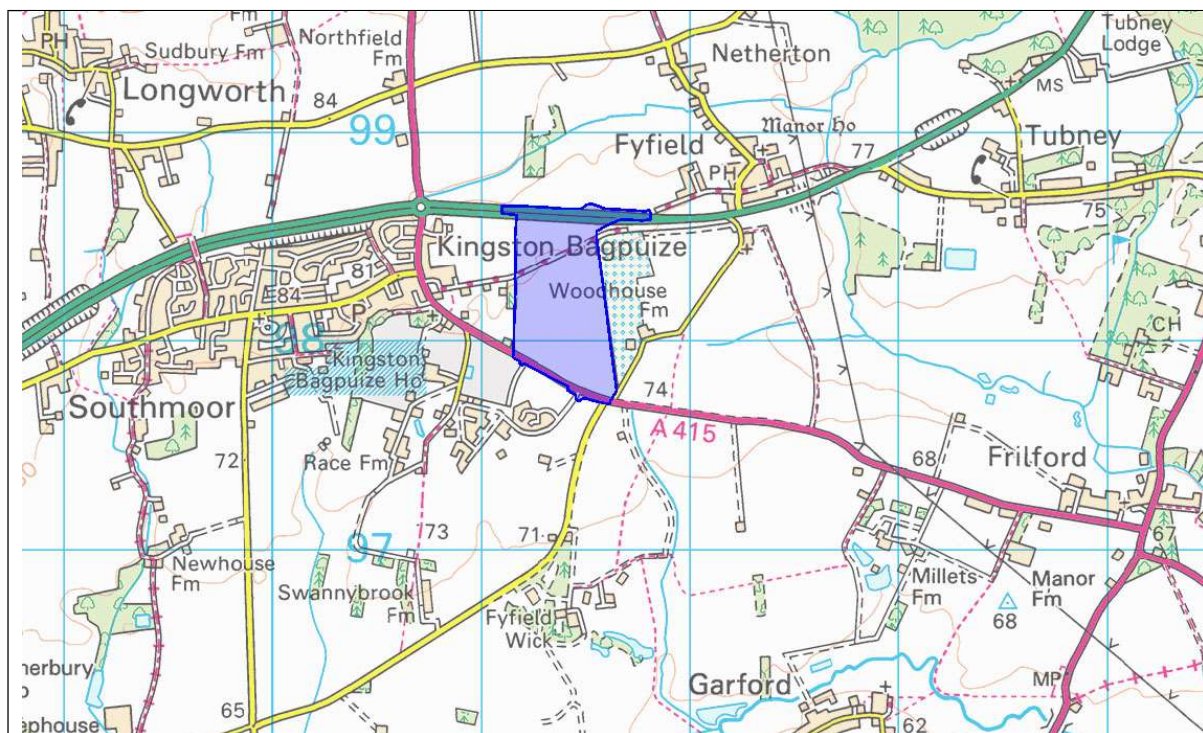 Fm
PH
Sudbury Fm
Longworth
Northfield
Fm
84
99
Netherton
Tubney
Lodge
MS
Manor Ho
Fyfield
PH
77
Tubney
75
Kingston Bagpuize
81
84
P
Woodhouse
Fm
CH
Kingston
Bagpuize Ho
Southmoor
74
A 415
72
Race Fm
68
Frilford
73
71
97
67
Newhouse
Fm
Swannybrook
Fm
Fyfield
Wick
Millets
Fm
Manor
Fm
68
Garford
MP
65
62